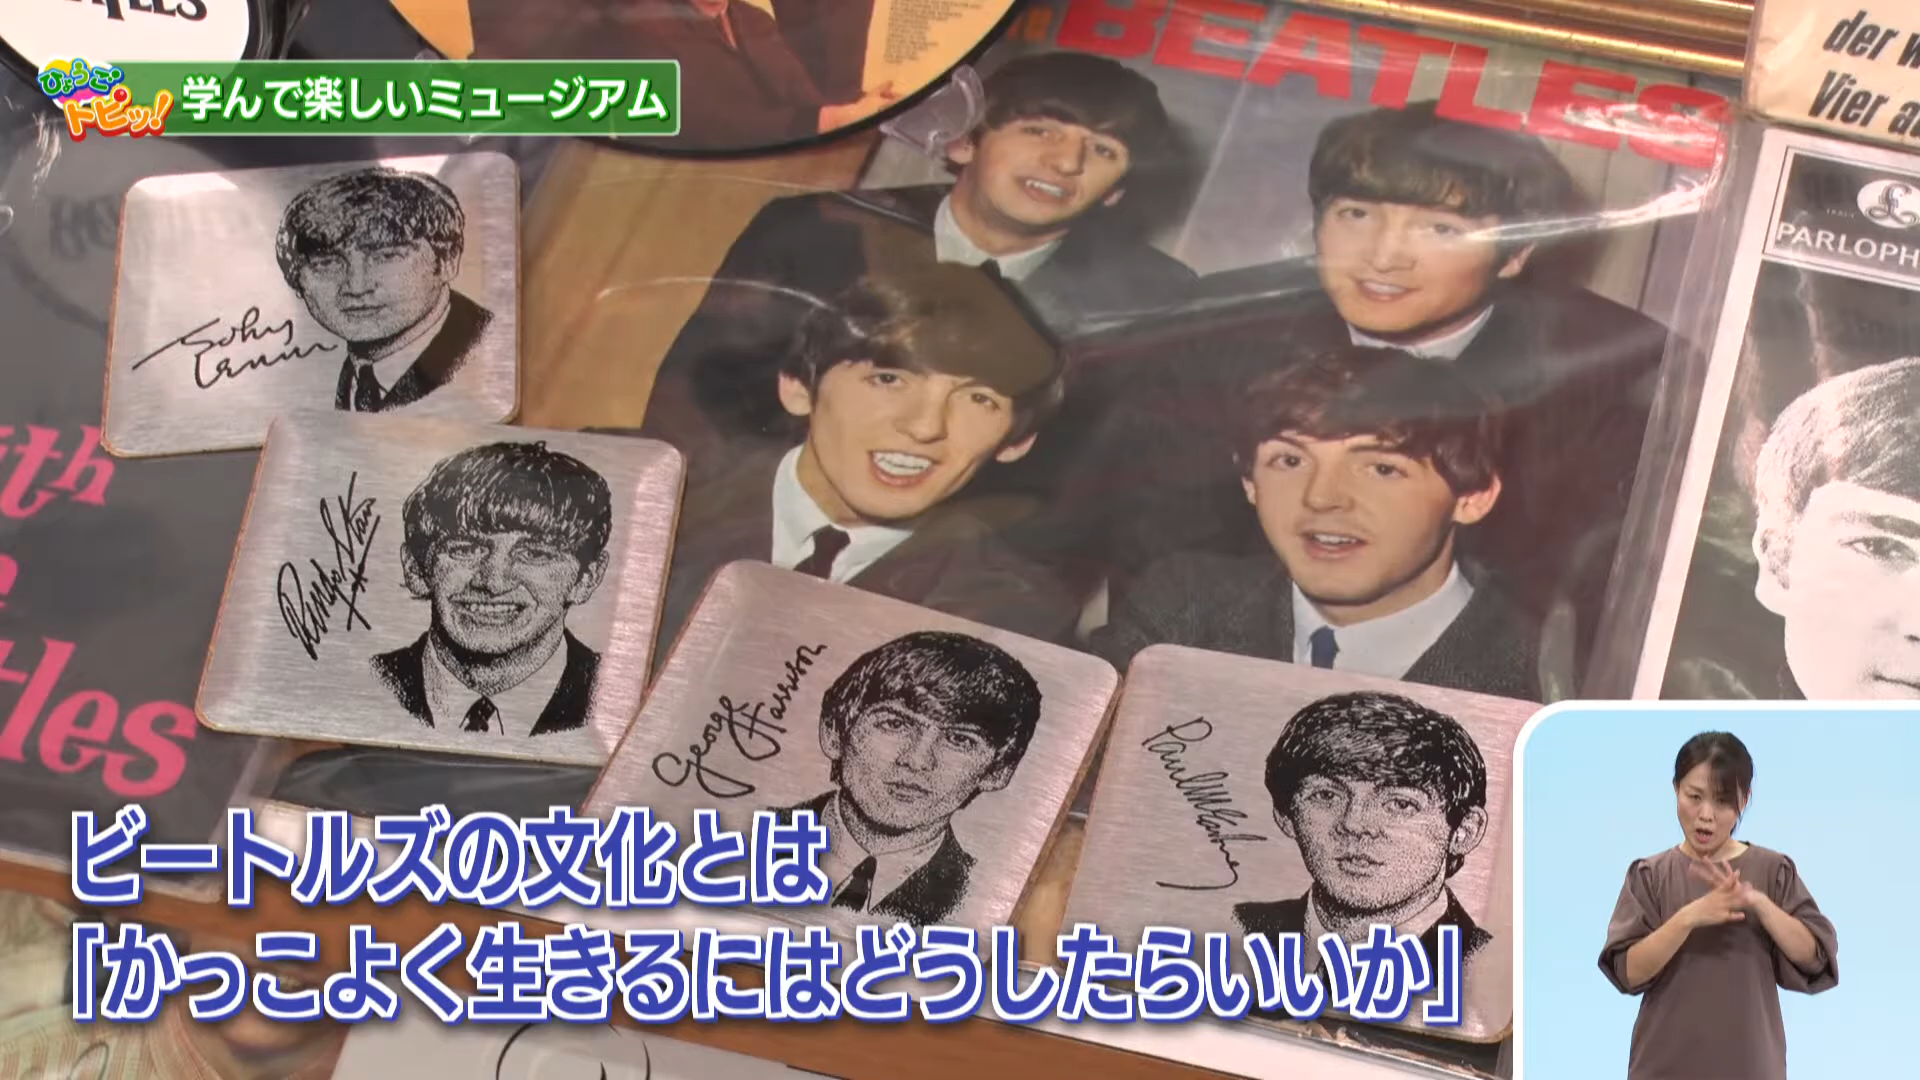 ひょうご
トピッ!
学んで楽しいミュージアム
BEATLES
der
Vier
PARLOPH
John
Lennon
Ringo Starr
George
Harrison
Paul McCartney
ith
tles
ビートルズの文化とは
「かっこよく生きるにはどうしたらいいか」